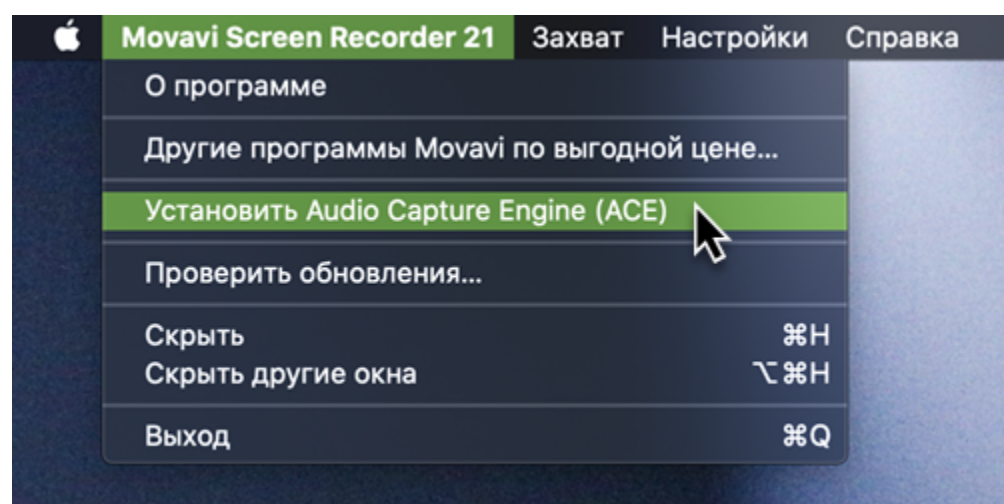 Movavi Screen Recorder 21 Захват Настройки Справка
О программе
Другие программы Movavi по выгодной цене...
Установить Audio Capture Engine (ACE)
Проверить обновления...
Скрыть ⌘H
Скрыть другие окна ⌥⌘H
Выход ⌘Q